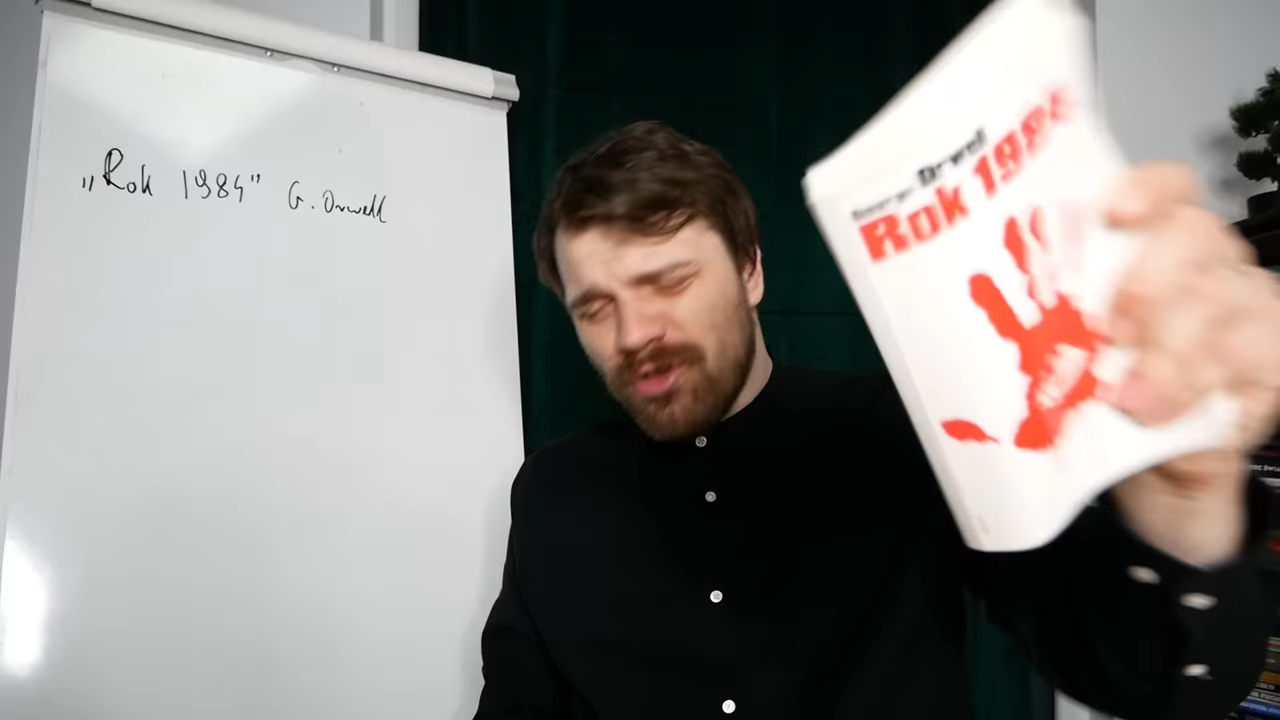 „Rok 1984" G. Orwell
George Orwell
Rok 1984